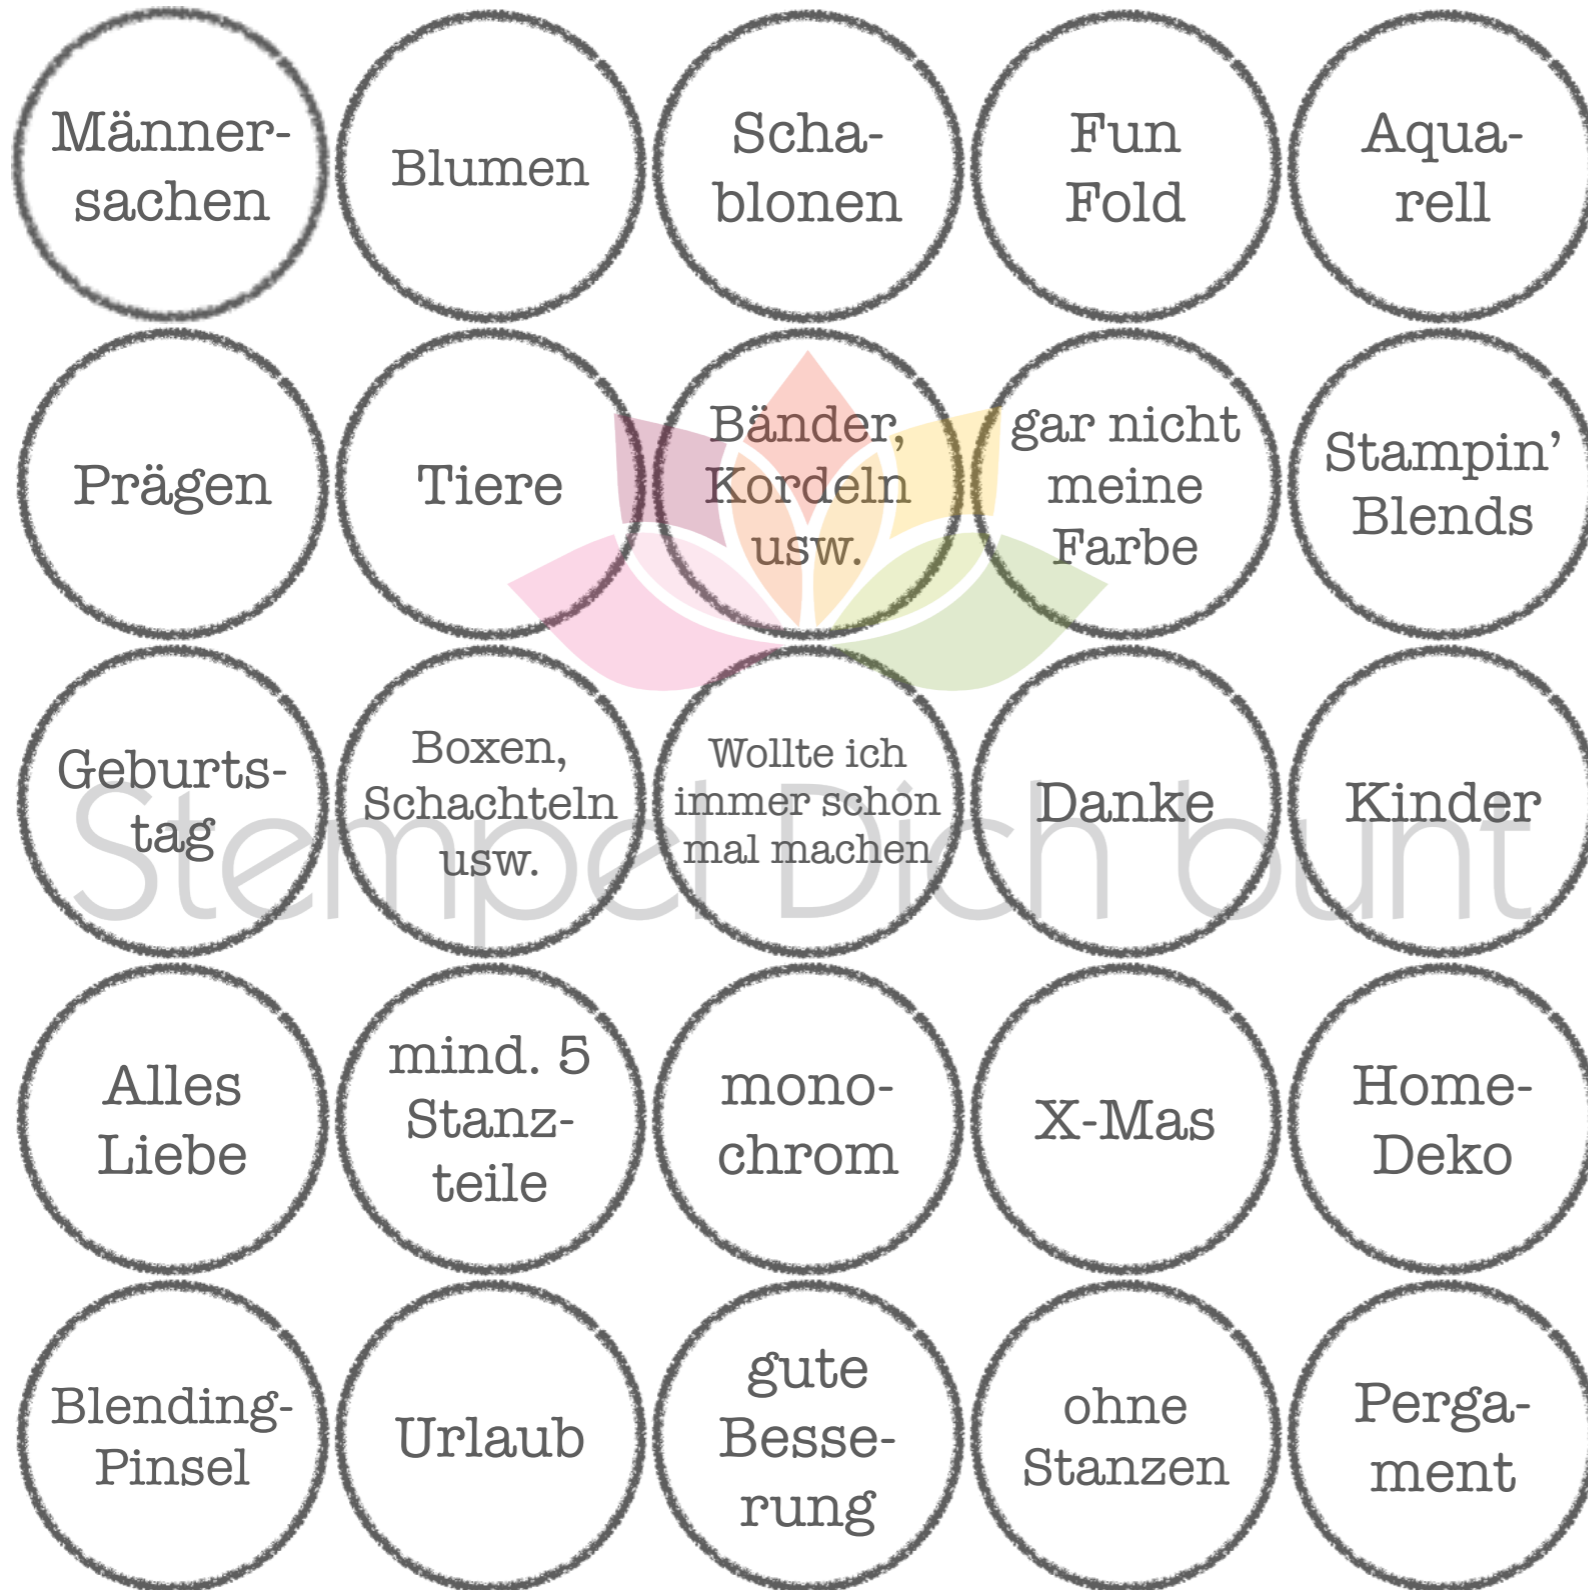 Männer-
sachen
Blumen
Scha-
blonen
Fun
Fold
Aqua-
rell
Prägen
Tiere
Bänder,
Kordeln
usw.
gar nicht
meine
Farbe
Stampin’
Blends
Geburts-
tag
Boxen,
Schachteln
usw.
Wollte ich
immer schon
mal machen
Danke
Kinder
Stempel Dich bunt
Alles
Liebe
mind. 5
Stanz-
teile
mono-
chrom
X-Mas
Home-
Deko
Blending-
Pinsel
Urlaub
gute
Besse-
rung
ohne
Stanzen
Perga-
ment